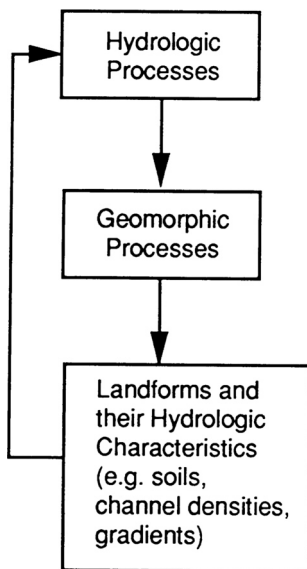 Hydrologic
Processes
Geomorphic
Processes
Landforms and
their Hydrologic
Characteristics
(e.g. soils,
channel densities,
gradients)